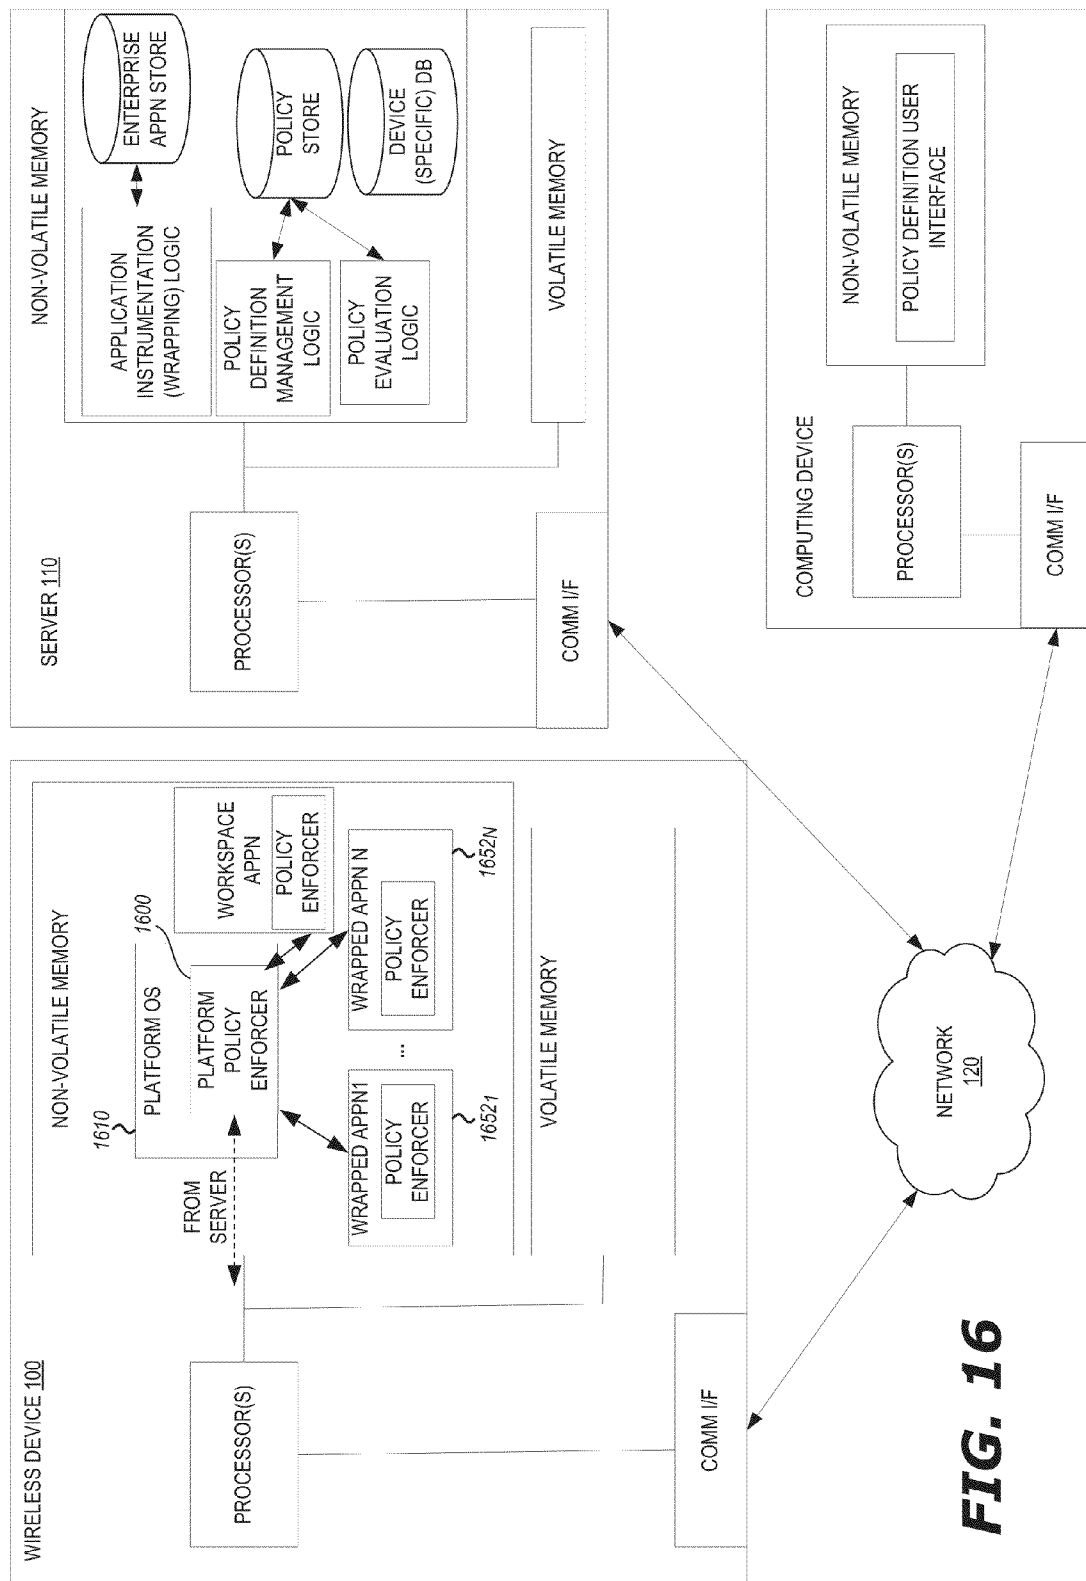 WIRELESS DEVICE 100
PROCESSOR(S)
COMM I/F
NON-VOLATILE MEMORY
1610
PLATFORM OS
1600
PLATFORM
POLICY
ENFORCER
FROM
SERVER
WORKSPACE
APPN
POLICY
ENFORCER
WRAPPED APPN1
POLICY
ENFORCER
16521
...
WRAPPED APPN N
POLICY
ENFORCER
1652N
VOLATILE MEMORY
SERVER 110
PROCESSOR(S)
COMM I/F
NON-VOLATILE MEMORY
APPLICATION
INSTRUMENTATION
(WRAPPING) LOGIC
ENTERPRISE
APPN STORE
POLICY
DEFINITION
MANAGEMENT
LOGIC
POLICY
STORE
POLICY
EVALUATION
LOGIC
DEVICE
(SPECIFIC) DB
VOLATILE MEMORY
NETWORK
120
COMPUTING DEVICE
PROCESSOR(S)
COMM I/F
NON-VOLATILE MEMORY
POLICY DEFINITION USER
INTERFACE
FIG. 16